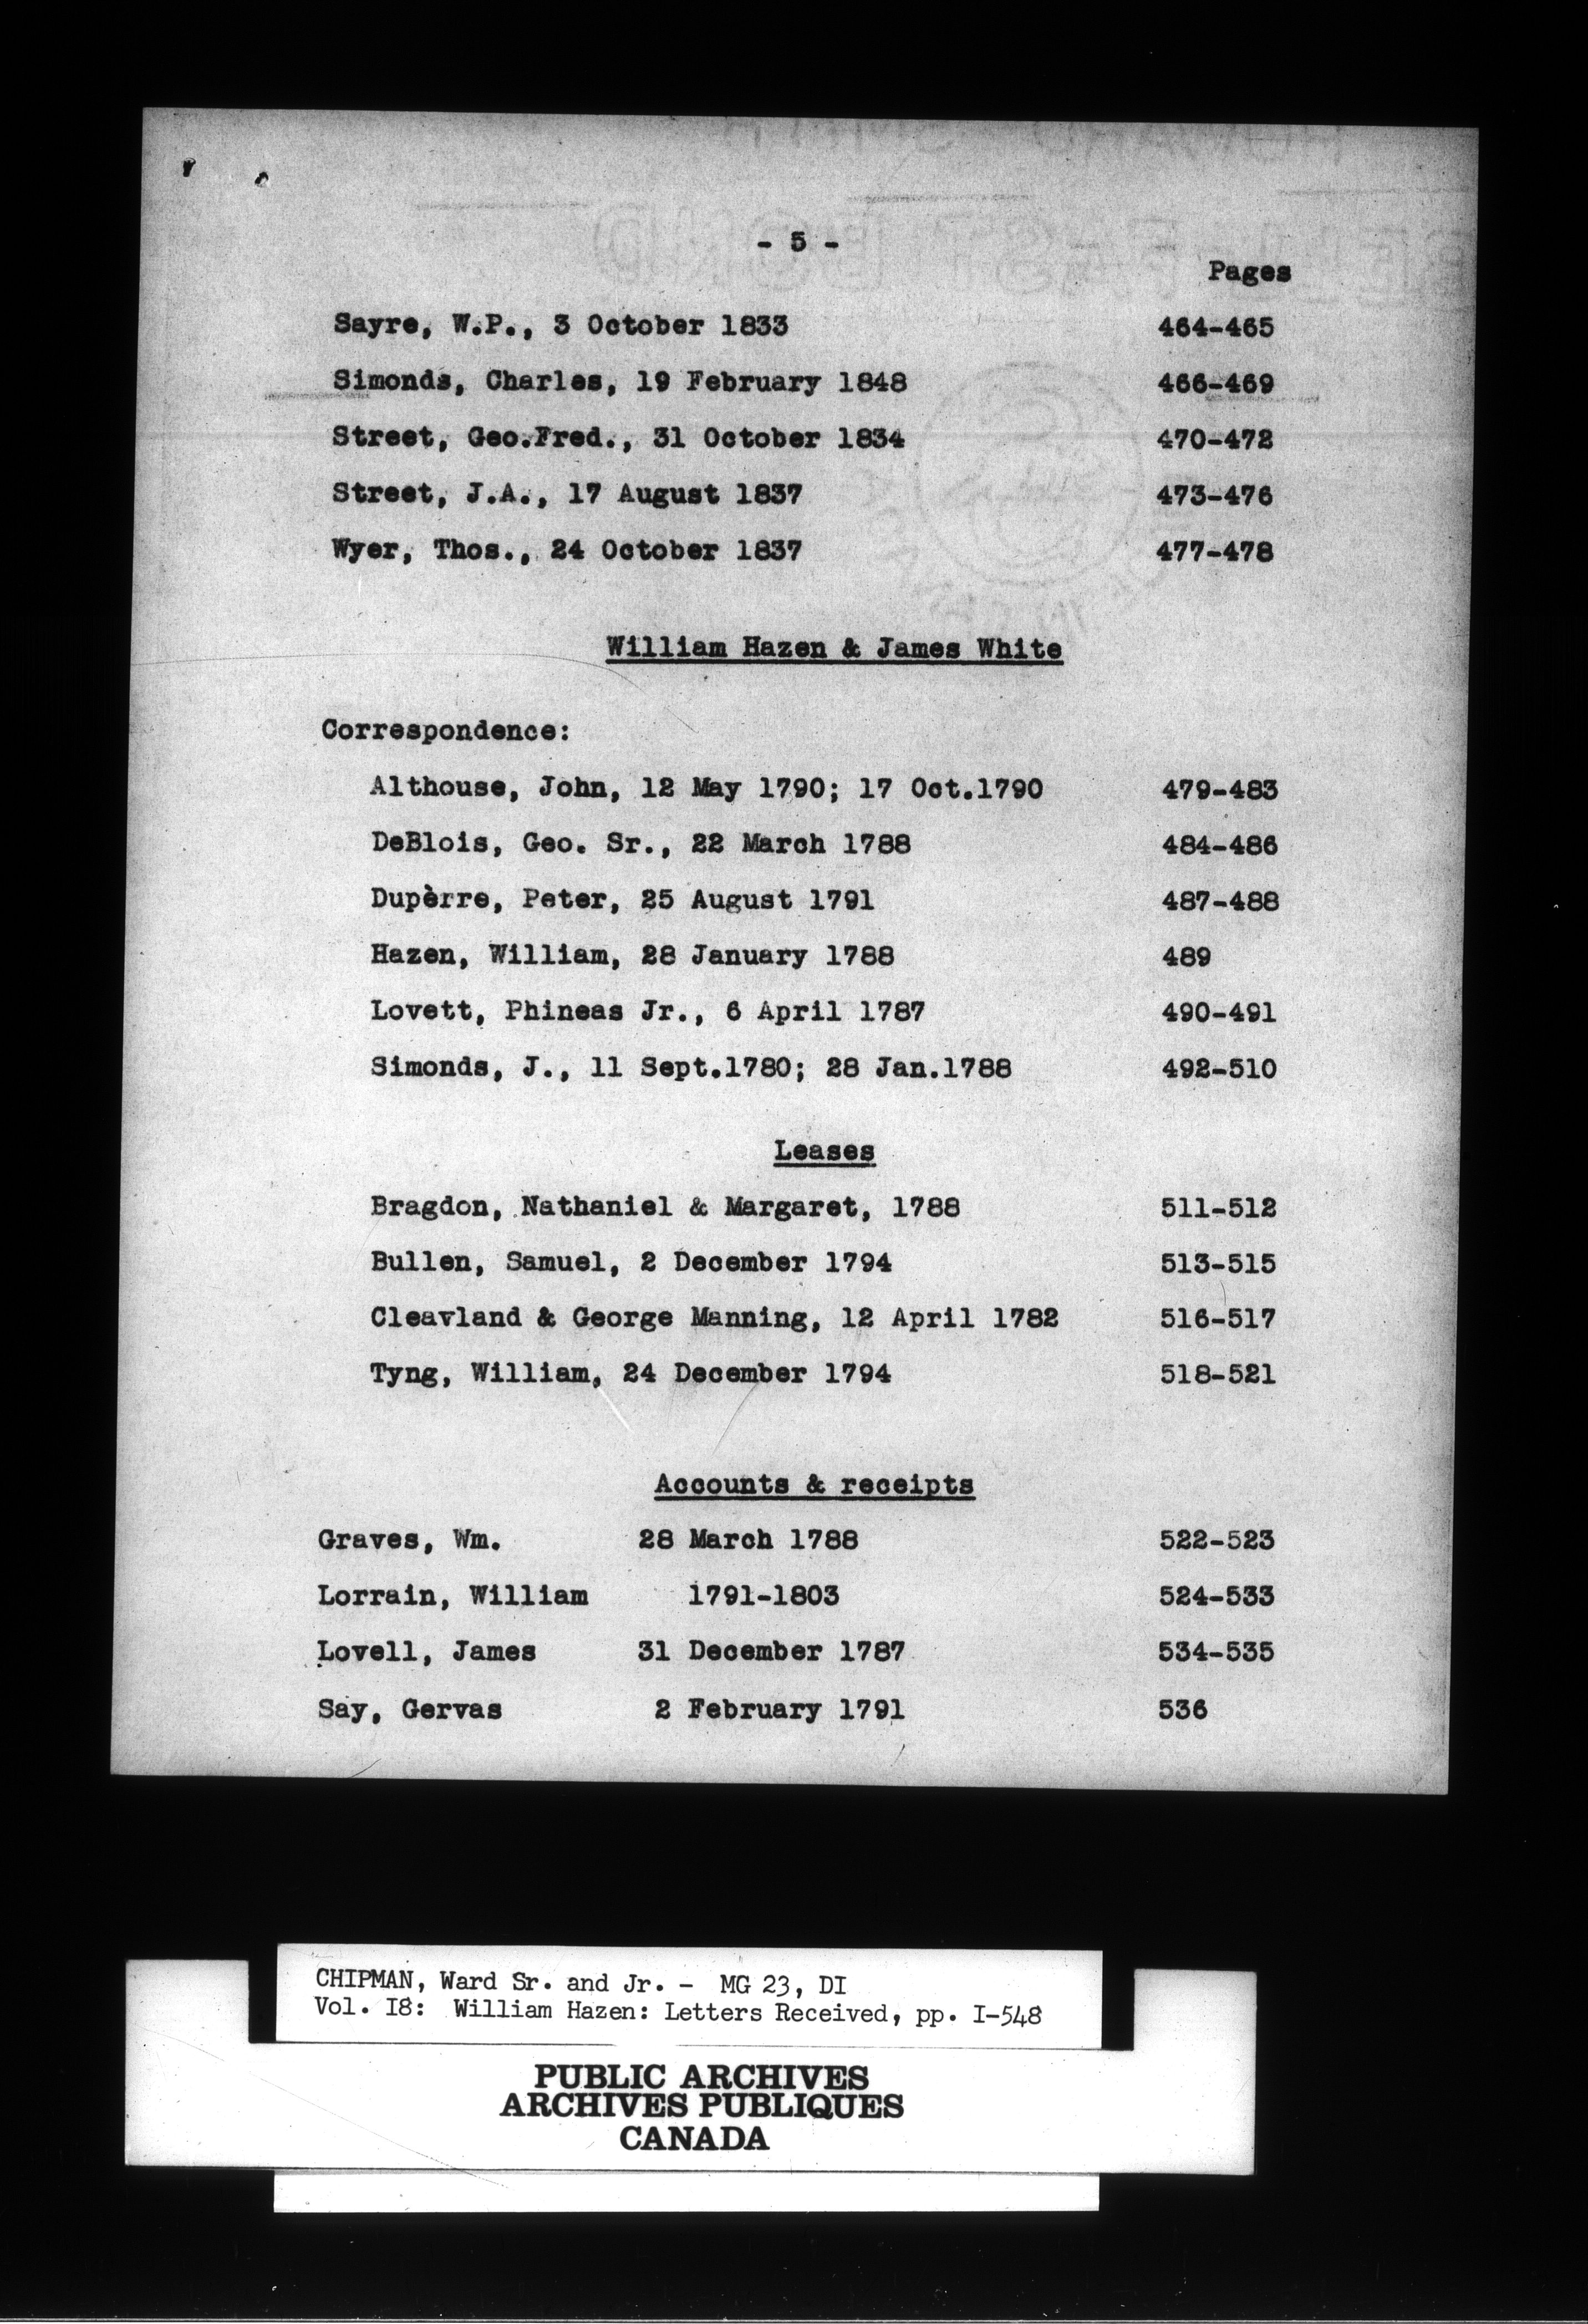 - 5 -
Pages
Sayre, W.P., 3 October 1833 464-465
Simonds, Charles, 19 February 1848 466-469
Street, Geo.Fred., 31 October 1834 470-472
Street, J.A., 17 August 1837 473-476
Wyer, Thos., 24 October 1837 477-478
William Hazen & James White
Correspondence:
Althouse, John, 12 May 1790; 17 Oct.1790 479-483
DeBlois, Geo. Sr., 22 March 1788 484-486
Dupèrre, Peter, 25 August 1791 487-488
Hazen, William, 28 January 1788 489
Lovett, Phineas Jr., 6 April 1787 490-491
Simonds, J., 11 Sept.1780; 28 Jan.1788 492-510
Leases
Bragdon, Nathaniel & Margaret, 1788 511-512
Bullen, Samuel, 2 December 1794 513-515
Cleavland & George Manning, 12 April 1782 516-517
Tyng, William, 24 December 1794 518-521
Accounts & receipts
Graves, Wm. 28 March 1788 522-523
Lorrain, William 1791-1803 524-533
Lovell, James 31 December 1787 534-535
Say, Gervas 2 February 1791 536
CHIPMAN, Ward Sr. and Jr. - MG 23, DI
Vol. I8: William Hazen: Letters Received, pp. I-548
PUBLIC ARCHIVES
ARCHIVES PUBLIQUES
CANADA